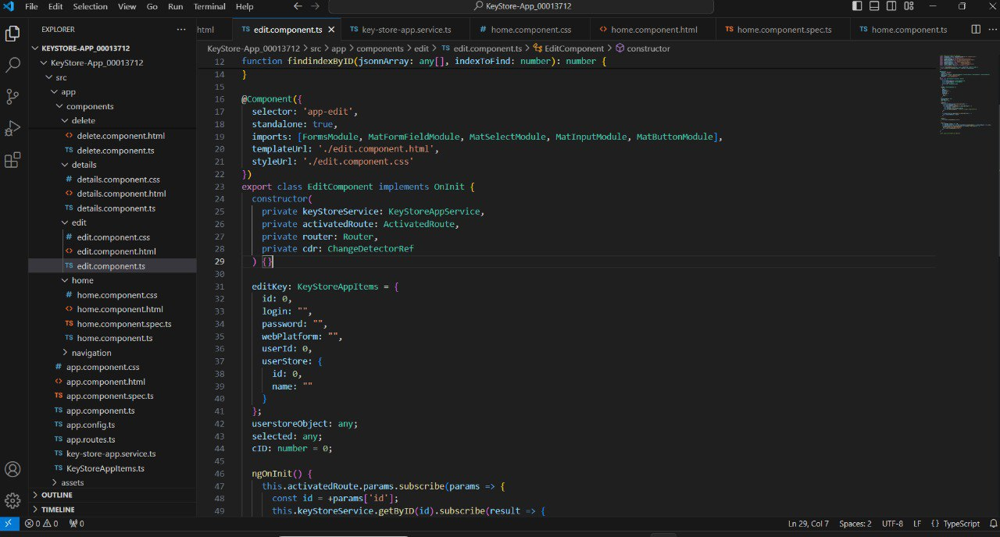 File Edit Selection View Go Run Terminal Help
KeyStore-App_00013712
EXPLORER
html
TS edit.component.ts
TS key-store-app.service.ts
# home.component.css
<> home.component.html
TS home.component.spec.ts
TS home.component.ts
KEYSTORE-APP_00013712
KeyStore-App_00013712
src
app
components
delete
<> delete.component.html
TS delete.component.ts
details
# details.component.css
<> details.component.html
TS details.component.ts
edit
# edit.component.css
<> edit.component.html
TS edit.component.ts
home
# home.component.css
<> home.component.html
TS home.component.spec.ts
TS home.component.ts
navigation
# app.component.css
<> app.component.html
TS app.component.spec.ts
TS app.component.ts
TS app.config.ts
TS app.routes.ts
TS key-store-app.service.ts
TS KeyStoreAppItems.ts
assets
OUTLINE
TIMELINE
KeyStore-App_00013712 > src > app > components > edit > TS edit.component.ts > EditComponent > constructor
12 function findindexByID(jsonnArray: any[], indexToFind: number): number {
14 }
15
16 @Component({
17 selector: 'app-edit',
18 standalone: true,
19 imports: [FormsModule, MatFormFieldModule, MatSelectModule, MatInputModule, MatButtonModule],
20 templateUrl: './edit.component.html',
21 styleUrl: './edit.component.css'
22 })
23 export class EditComponent implements OnInit {
24 constructor(
25 private keyStoreService: KeyStoreAppService,
26 private activatedRoute: ActivatedRoute,
27 private router: Router,
28 private cdr: ChangeDetectorRef
29 ) {}
30
31 editKey: KeyStoreAppItems = {
32 id: 0,
33 login: "",
34 password: "",
35 webPlatform: "",
36 userId: 0,
37 userStore: {
38 id: 0,
39 name: ""
40 }
41 };
42 userstoreObject: any;
43 selected: any;
44 cID: number = 0;
45
46 ngOnInit() {
47 this.activatedRoute.params.subscribe(params => {
48 const id = +params['id'];
49 this.keyStoreService.getByID(id).subscribe(result => {
0 0 0
Ln 29, Col 7 Spaces: 2 UTF-8 LF {} TypeScript